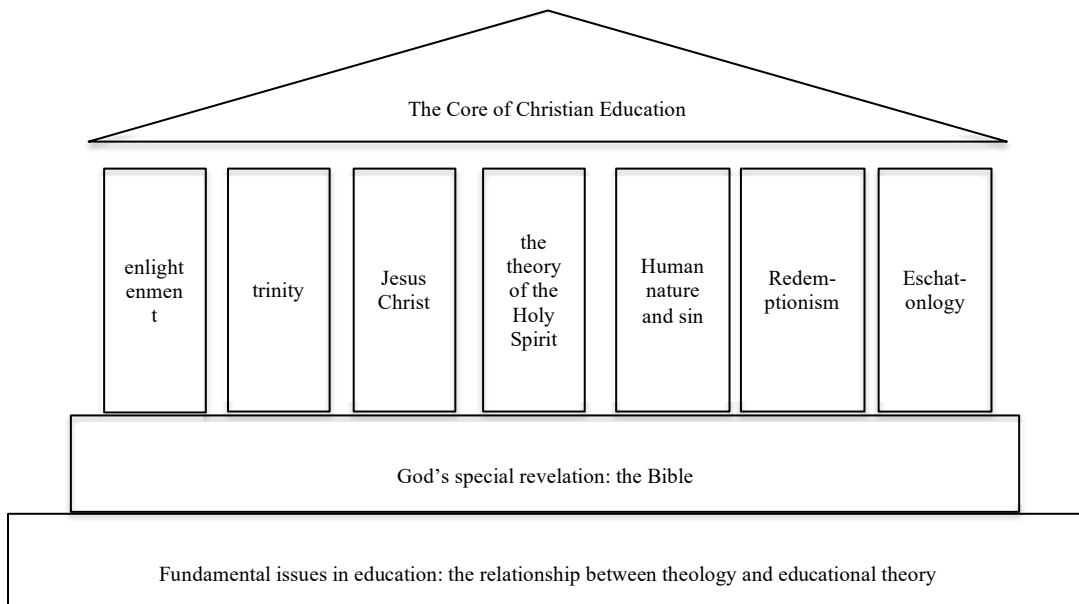 The Core of Christian Education
enlight
enmen
t
trinity
Jesus
Christ
the
theory
of the
Holy
Spirit
Human
nature
and sin
Redem-
ptionism
Eschat-
onlogy
God’s special revelation: the Bible
Fundamental issues in education: the relationship between theology and educational theory